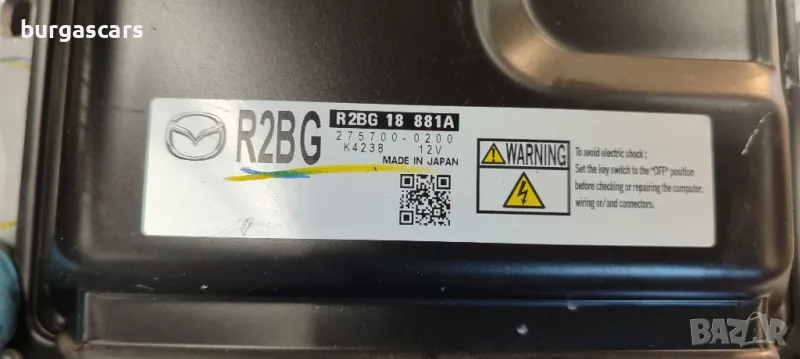 burgascars
R2BG
R2BG 18 881A
275700-0200
K4238 12V
MADE IN JAPAN
WARNING
To avoid electric shock;
Set the key switch to the "OFF" position
before checking or repairing the computer,
wiring or/and connectors.
BAZAR